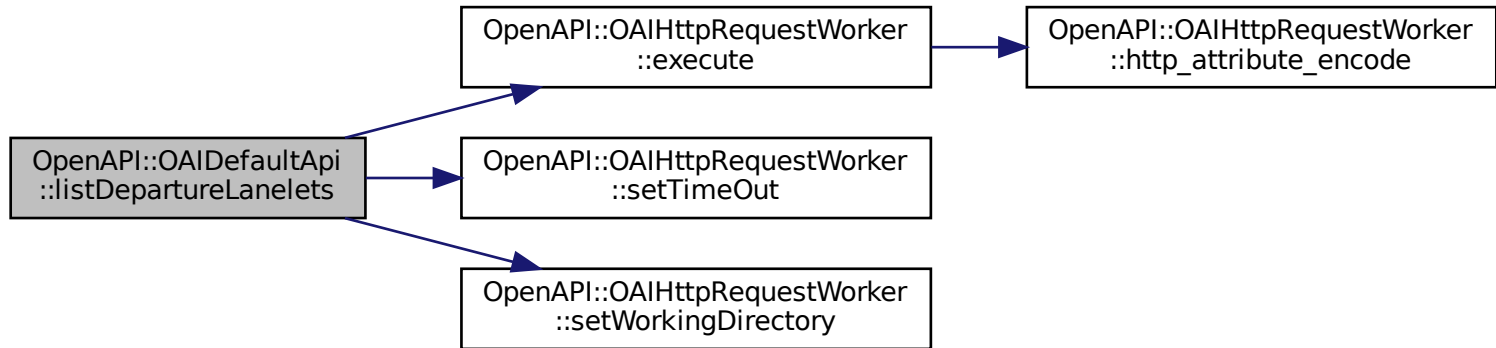 OpenAPI::OAIDefaultApi
::listDepartureLanelets
OpenAPI::OAIHttpRequestWorker
::execute
OpenAPI::OAIHttpRequestWorker
::http_attribute_encode
OpenAPI::OAIHttpRequestWorker
::setTimeOut
OpenAPI::OAIHttpRequestWorker
::setWorkingDirectory